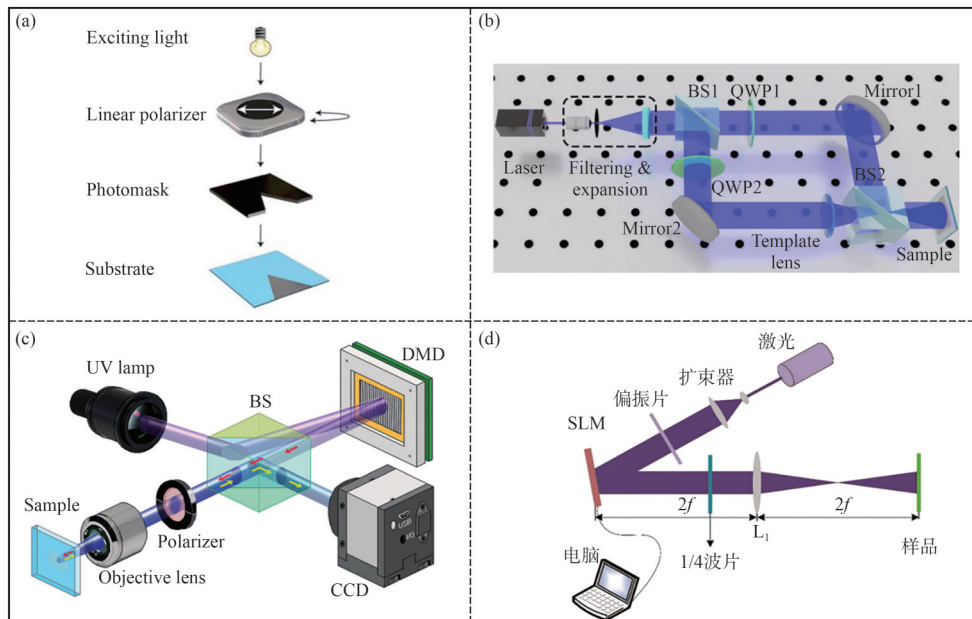 (a)
Exciting light
Linear polarizer
Photomask
Substrate
(b)
BS1
QWP1
Mirror1
Laser
Filtering &
expansion
QWP2
BS2
Mirror2
Template
lens
Sample
(c)
UV lamp
BS
DMD
Sample
Polarizer
Objective lens
USB
I/O
CCD
(d)
激光
扩束器
偏振片
SLM
2f
2f
L₁
电脑
1/4波片
样品